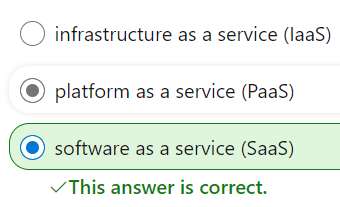 infrastructure as a service (IaaS)
platform as a service (PaaS)
software as a service (SaaS)
This answer is correct.